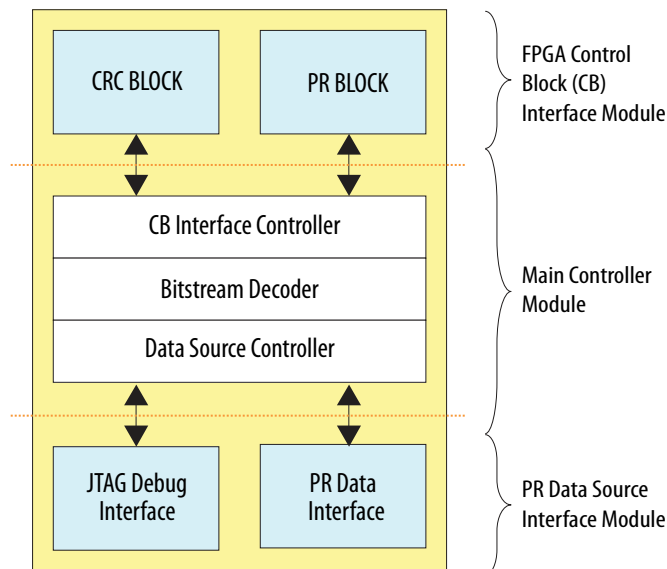 CRC BLOCK
PR BLOCK
FPGA Control
Block (CB)
Interface Module
CB Interface Controller
Bitstream Decoder
Data Source Controller
Main Controller
Module
JTAG Debug
Interface
PR Data
Interface
PR Data Source
Interface Module